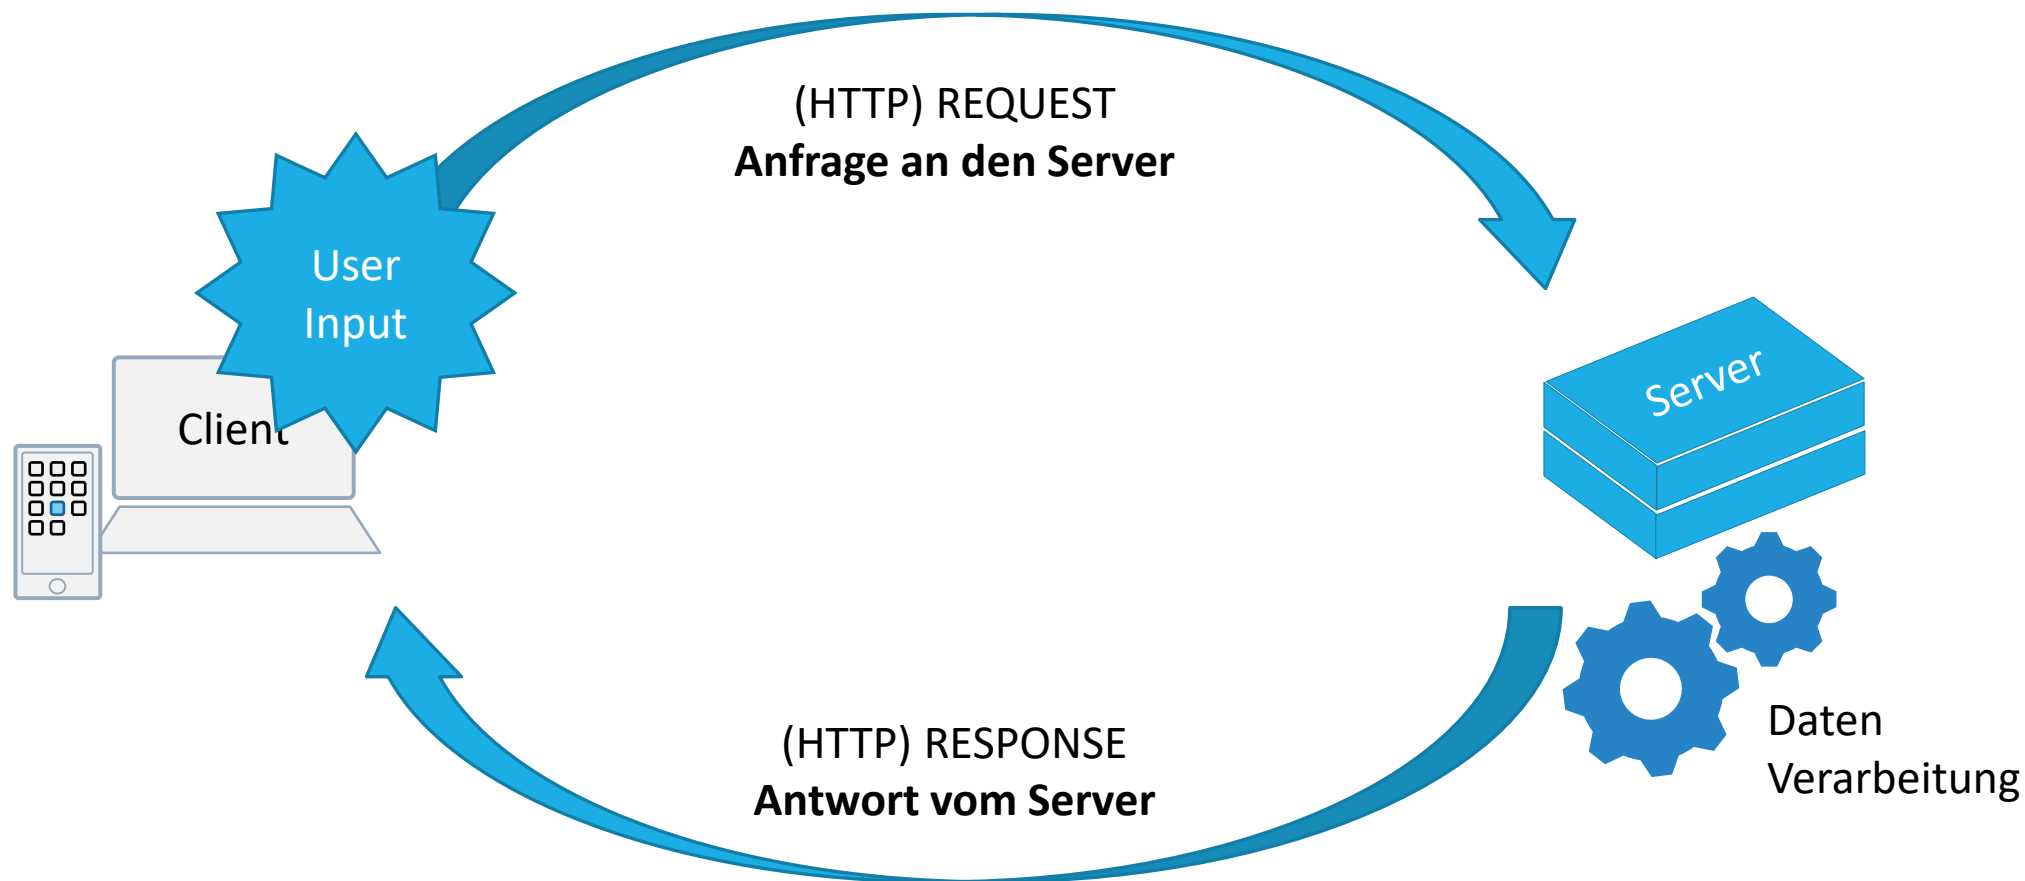 (HTTP) REQUEST
Anfrage an den Server
User
Input
Client
Server
(HTTP) RESPONSE
Antwort vom Server
Daten
Verarbeitung